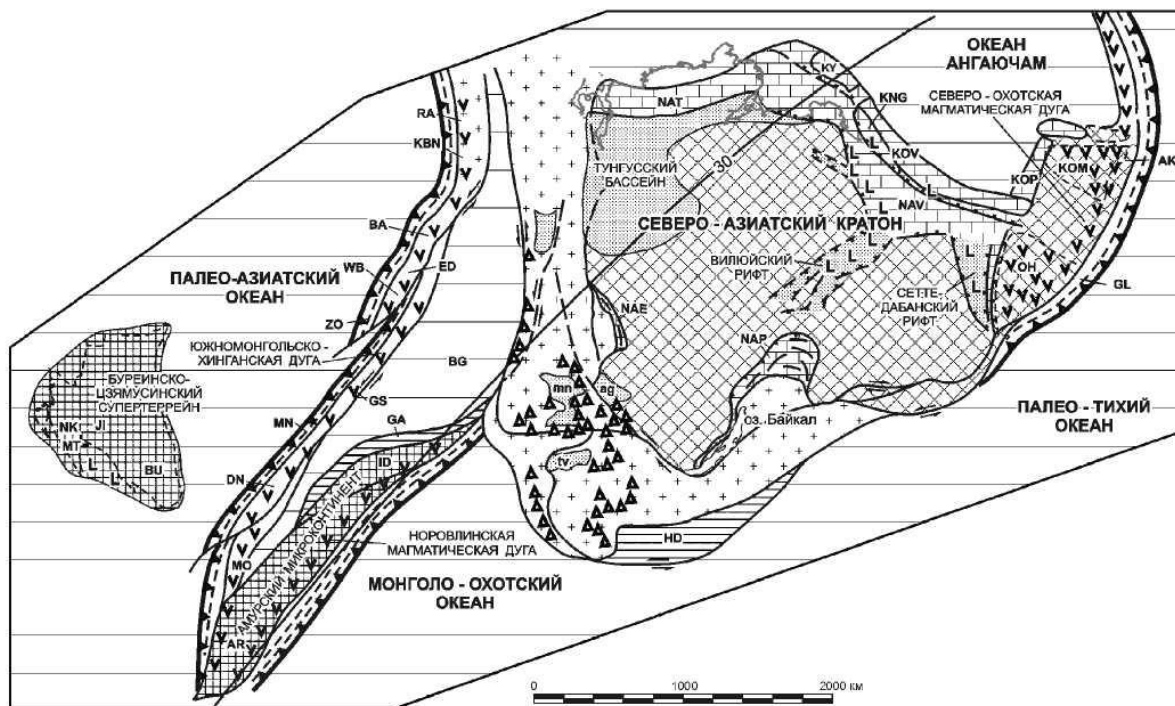 ОКЕАН
АНГАЮЧАМ
СЕВЕРО - ОХОТСКАЯ
МАГМАТИЧЕСКАЯ ДУГА
KY
KNG
NAT
RA
KBN
KOV
KOP
KOM
AK
ТУНГУССКИЙ
БАССЕЙН
30
NAV
СЕВЕРО - АЗИАТСКИЙ КРАТОН
BA
WB
ED
ПАЛЕО-АЗИАТСКИЙ
ОКЕАН
ВИЛЮЙСКИЙ
РИФТ
OH
GL
СЕТТЕ-
ДАБАНСКИЙ
РИФТ
NAE
ZO
ЮЖНОМОНГОЛЬСКО-
ХИНГАНСКАЯ ДУГА
NAP
BG
БУРЕИНСКО-
ЦЗЯМУСИНСКИЙ
СУПЕРТЕРРЕЙН
mn
ag
GS
ПАЛЕО - ТИХИЙ
ОКЕАН
оз. Байкал
NK
JI
MN
GA
MT
BU
ID
tv
DN
АМУРСКИЙ МИКРОКОНТИНЕНТ
НОРОВЛИНСКАЯ
МАГМАТИЧЕСКАЯ ДУГА
HD
MO
МОНГОЛО - ОХОТСКИЙ
ОКЕАН
AR
0 1000 2000 км
L
L
L
L
L
L
L
L
L
L
L
L